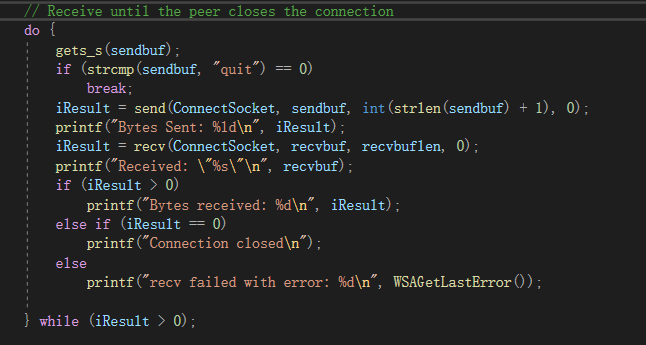 // Receive until the peer closes the connection
do {
gets_s(sendbuf);
if (strcmp(sendbuf, "quit") == 0)
break;
iResult = send(ConnectSocket, sendbuf, int(strlen(sendbuf) + 1), 0);
printf("Bytes Sent: %ld\n", iResult);
iResult = recv(ConnectSocket, recvbuf, recvbuflen, 0);
printf("Received: \"%s\"\n", recvbuf);
if (iResult > 0)
printf("Bytes received: %d\n", iResult);
else if (iResult == 0)
printf("Connection closed\n");
else
printf("recv failed with error: %d\n", WSAGetLastError());
} while (iResult > 0);